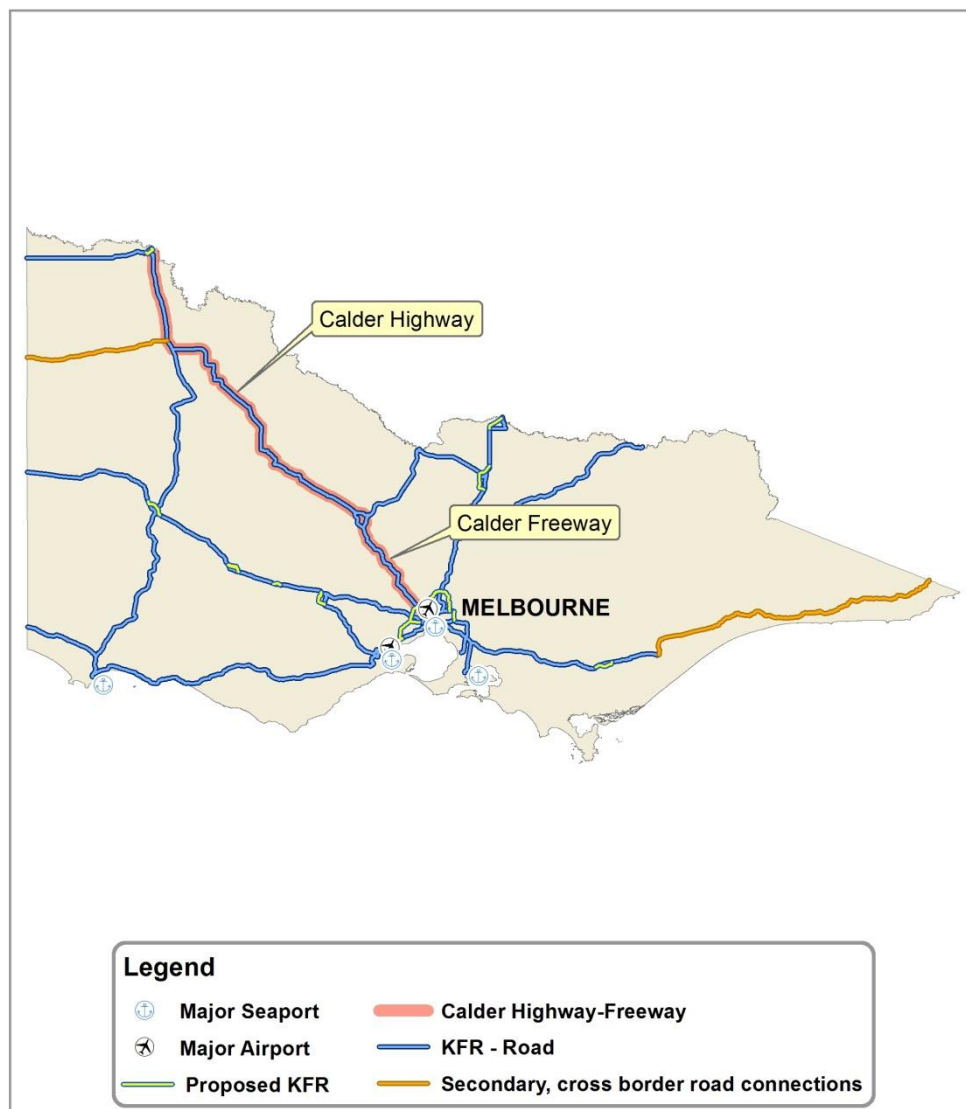 Calder Highway
Calder Freeway
MELBOURNE
Legend
Major Seaport
Calder Highway-Freeway
Major Airport
KFR - Road
Proposed KFR
Secondary, cross border road connections